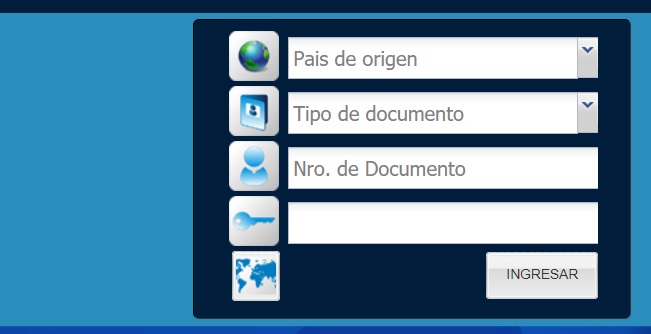 Pais de origen
Tipo de documento
Nro. de Documento
INGRESAR